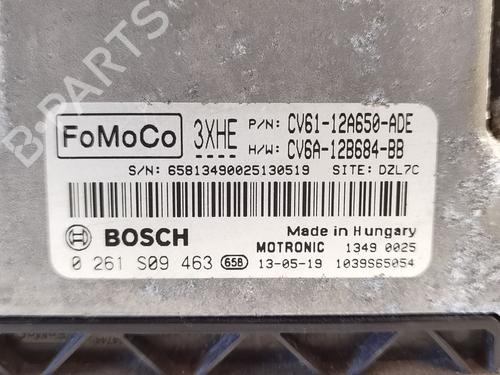 FoMoCo 3XHE P/N: CV61-12A650-ADE
H/W: CV6A-12B684-BB
S/N: 65813490025130519 SITE: DZL7C
BOSCH Made in Hungary
MOTRONIC 1349 0025
0 261 S09 463 658 13-05-19 1039S65054
B-PARTS